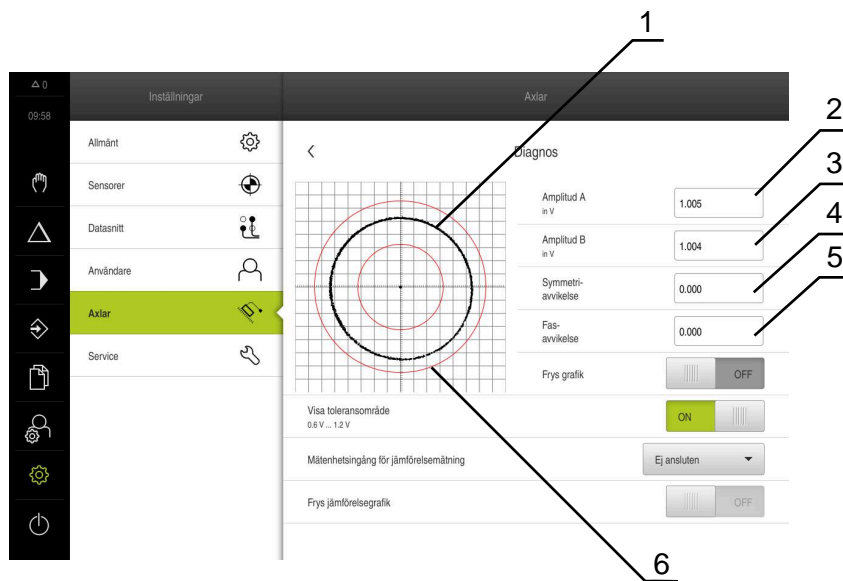 1
△ 0
Inställningar
Axlar
09:58
2
Allmänt
Diagnos
3
Sensorer
Amplitud A
in V
1.005
4
Datasnitt
Amplitud B
in V
1.004
5
Användare
Symmetri-
avvikelse
0.000
Axlar
Fas-
avvikelse
0.000
Service
Frys grafik
OFF
Visa toleransområde
0.6 V ... 1.2 V
ON
Mätenhetsingång för jämförelsemätning
Ej ansluten
Frys jämförelsegrafik
OFF
6